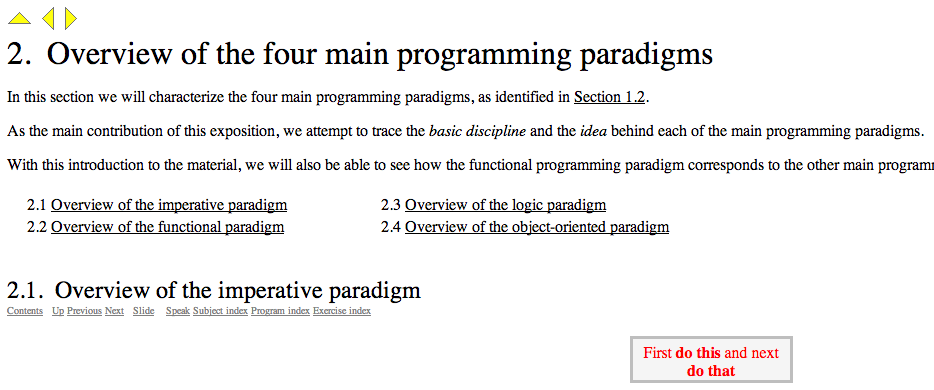 2. Overview of the four main programming paradigms
In this section we will characterize the four main programming paradigms, as identified in Section 1.2.
As the main contribution of this exposition, we attempt to trace the basic discipline and the idea behind each of the main programming paradigms.
With this introduction to the material, we will also be able to see how the functional programming paradigm corresponds to the other main
2.1 Overview of the imperative paradigm
2.2 Overview of the functional paradigm
2.3 Overview of the logic paradigm
2.4 Overview of the object-oriented paradigm
2.1. Overview of the imperative paradigm
Contents Up Previous Next Slide Speak Subject index Program index Exercise index
First do this and next
do that